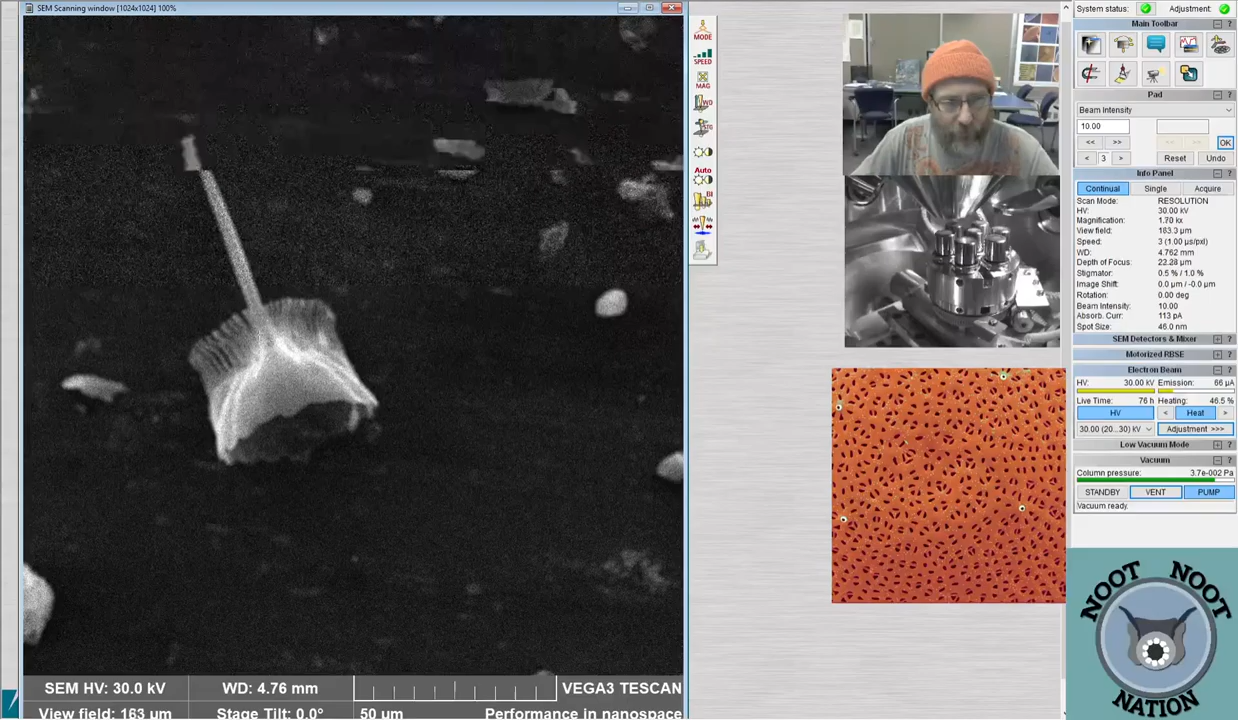 SEM Scanning window [1024x1024] 100%
MODE
SPEED
MAG
WD
STG
Auto
BI
System status:
Adjustment:
Main Toolbar
Pad
Beam Intensity
10.00
<< >>
OK
< 3 > Reset Undo
Info Panel
Continual Single Acquire
Scan Mode: RESOLUTION
HV: 30.00 kV
Magnification: 1.70 kx
View field: 163.3 µm
Speed: 3 (1.00 µs/pxl)
WD: 4.762 mm
Depth of Focus: 22.28 µm
Stigmator: 0.5 % / 1.0 %
Image Shift: 0.0 µm / -0.0 µm
Rotation: 0.00 deg
Beam Intensity: 10.00
Absorb. Curr: 113 pA
Spot Size: 46.0 nm
SEM Detectors & Mixer
Motorized RBSE
Electron Beam
HV: 30.00 kV Emission: 66 µA
Live Time: 76 h Heating: 46.5 %
HV < Heat >
30.00 (20...30) kV Adjustment >>>
Low Vacuum Mode
Vacuum
Column pressure: 3.7e-002 Pa
STANDBY VENT PUMP
Vacuum ready.
NOOT NOOT
NATION
SEM HV: 30.0 kV WD: 4.76 mm VEGA3 TESCAN
View field: 163 µm Stage Tilt: 0.0° 50 µm Performance in nanospace